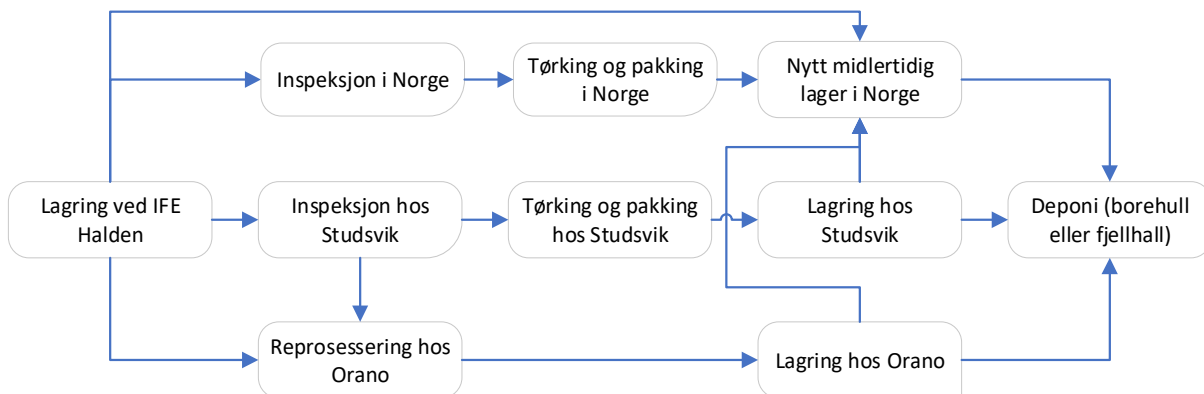 Inspeksjon i Norge
Tørking og pakking
i Norge
Nytt midlertidig
lager i Norge
Lagring ved IFE
Halden
Inspeksjon hos
Studsvik
Tørking og pakking
hos Studsvik
Lagring hos
Studsvik
Deponi (borehull
eller fjellhall)
Reprosessering hos
Orano
Lagring hos Orano